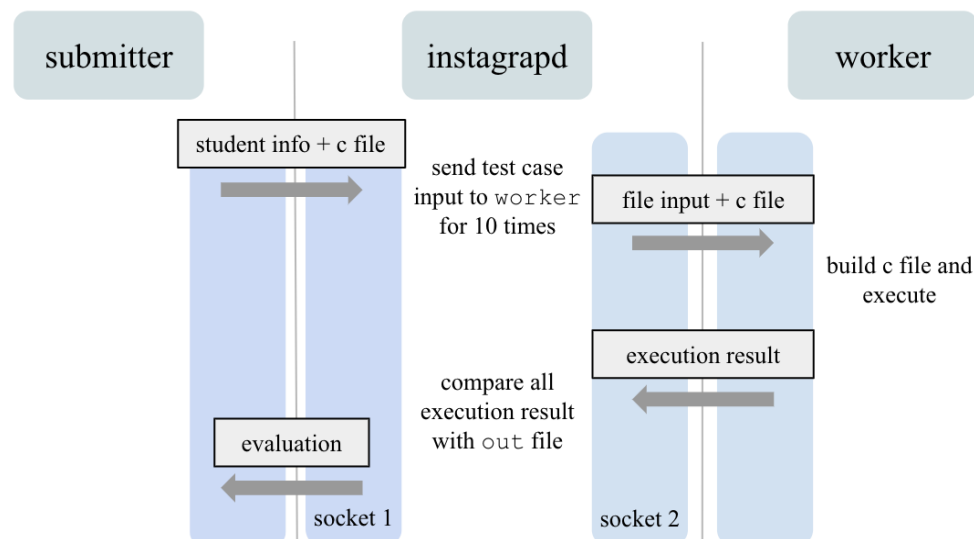 submitter
instagrapd
worker
student info + c file
send test case
input to worker
for 10 times
file input + c file
build c file and
execute
execution result
compare all
execution result
with out file
evaluation
socket 1
socket 2